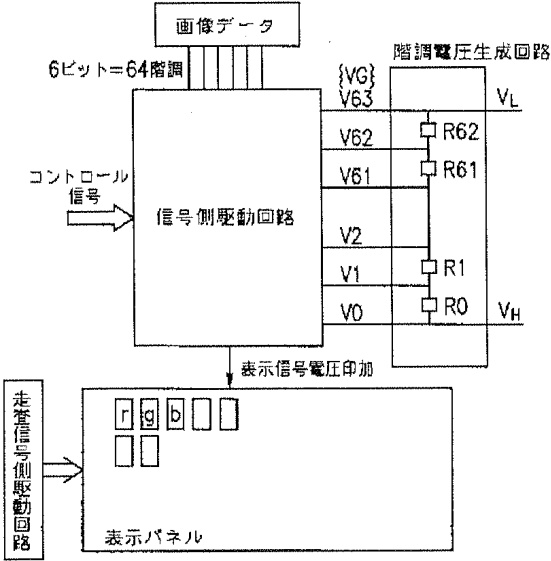 画像データ
6ビット＝64階調
階調電圧生成回路
{VG}
V63
VL
R62
V62
R61
V61
コントロール
信号
信号側駆動回路
V2
R1
V1
R0
V0
VH
表示信号電圧印加
走査信号側駆動回路
r g b
表示パネル